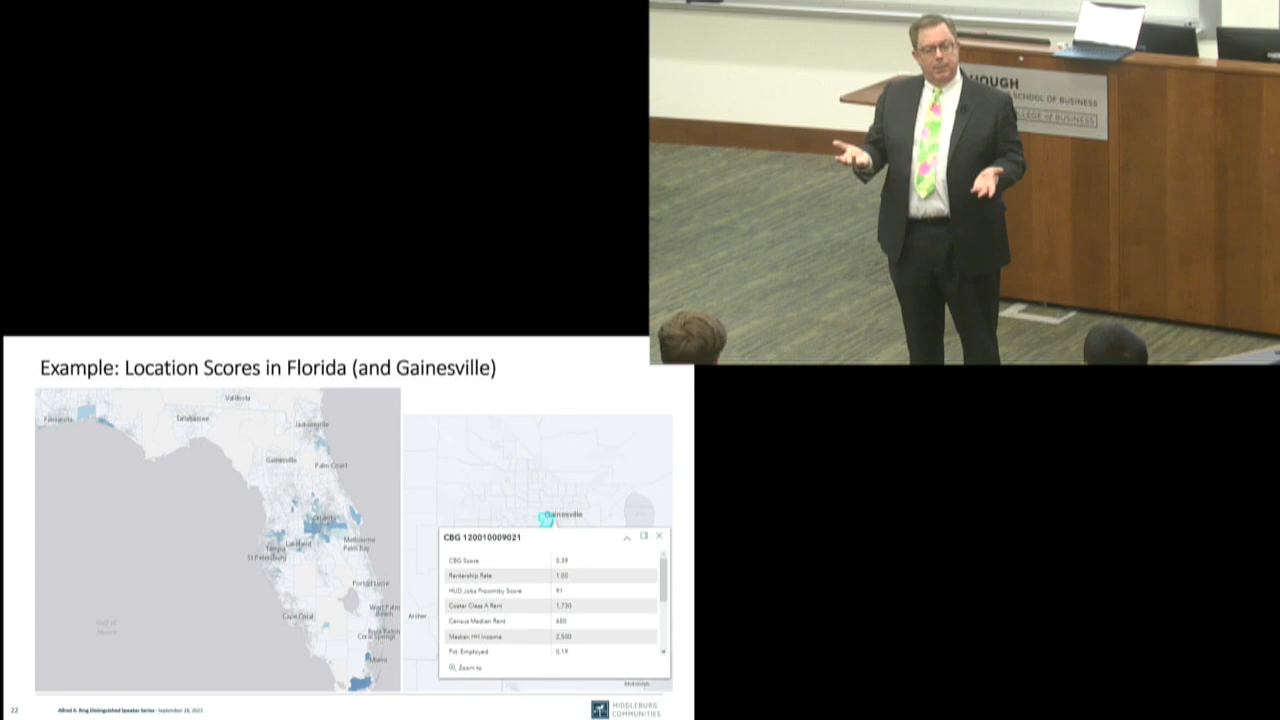 HOUGH
SCHOOL OF BUSINESS
LLEGE of BUSINESS
Example: Location Scores in Florida (and Gainesville)
Valdosta
Pensacola
Tallahassee
Jacksonville
Gainesville
Palm Coast
Orlando
Lakeland
Tampa
St Petersburg
Melbourne
Palm Bay
Port St Lucie
Cape Coral
West Palm
Beach
Boca Raton
Coral Springs
Miami
Gulf of
Mexico
Gainesville
Archer
CBG 120010009021
CBG Score 0.39
Rentership Rate 1.00
HUD Jobs Proximity Score 91
Costar Class A Rent 1,730
Census Median Rent 650
Median HH Income 2,500
Pct. Employed 0.19
Zoom to
22
Alfred A. Ring Distinguished Speaker Series - September 28, 2021
MIDDLEBURG
COMMUNITIES